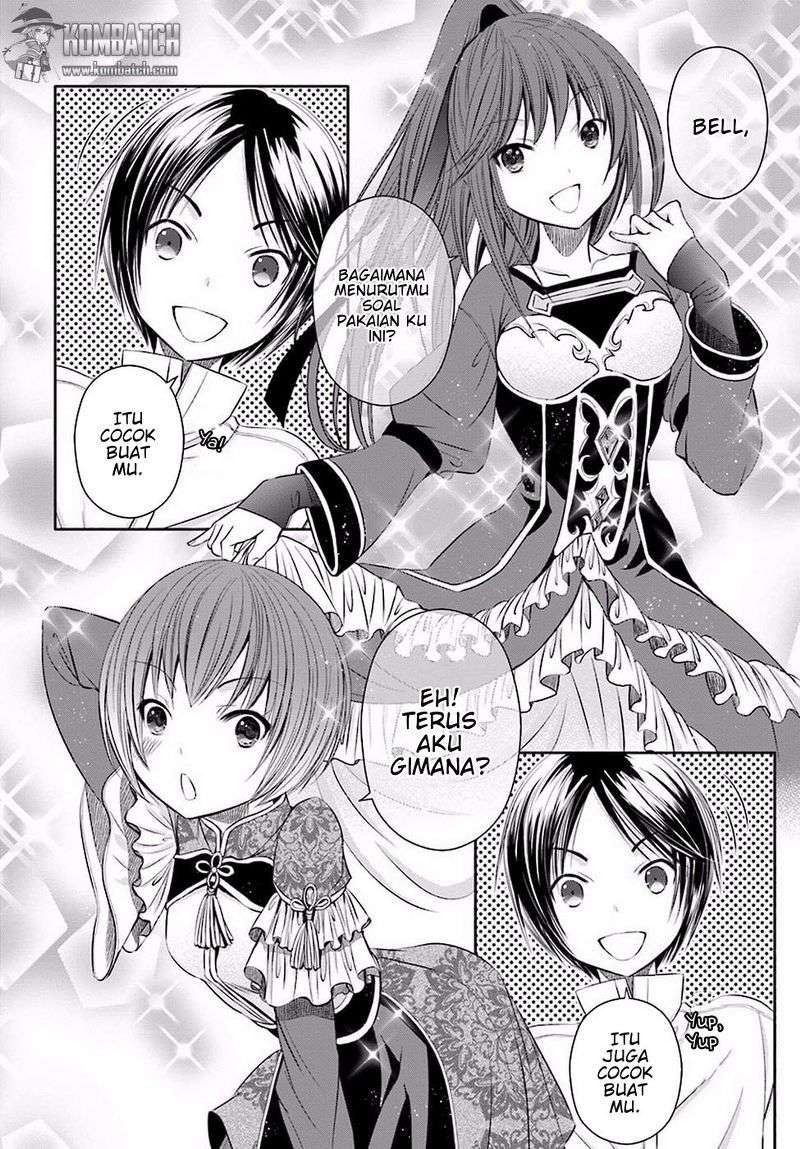 KOMBATCH
www.kombatch.com
BELL,
BAGAIMANA
MENURUTMU
SOAL
PAKAIAN KU
INI?
ITU
COCOK
BUAT
MU.
Ya!
EH!
TERUS
AKU
GIMANA?
Yup,
Yup
ITU
JUGA
COCOK
BUAT
MU.